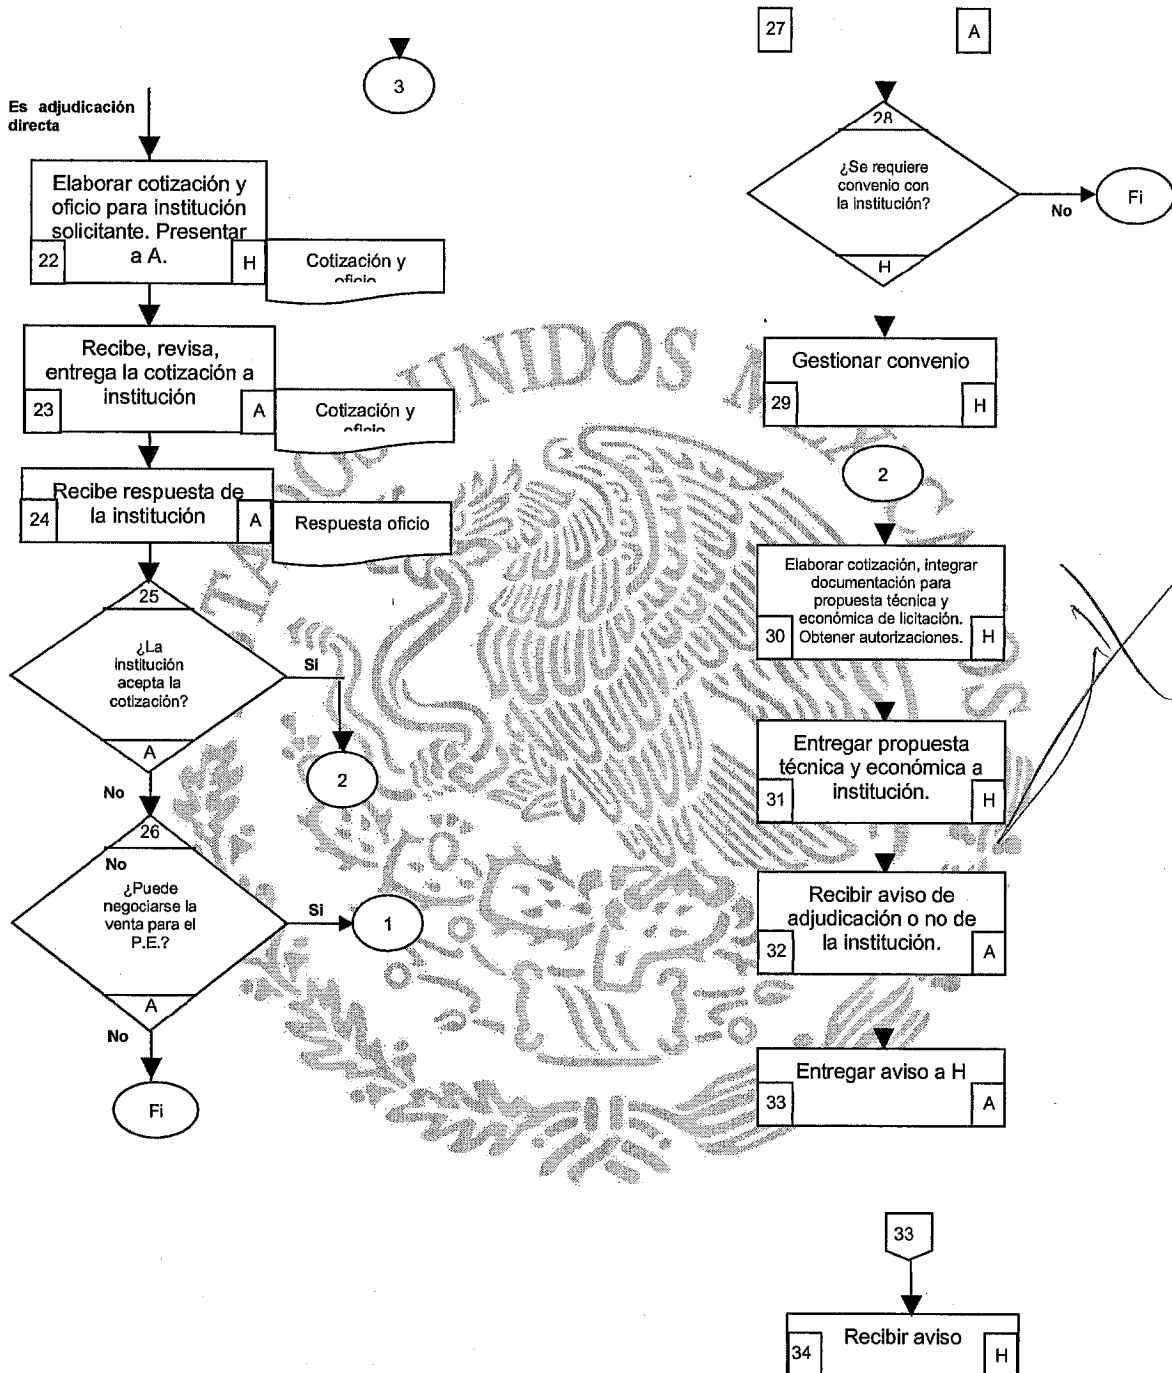 3
Es adjudicación
directa
Elaborar cotización y
oficio para institución
solicitante. Presentar
a A.
22
H
Cotización y
oficio
Recibe, revisa,
entrega la cotización a
institución
23
A
Cotización y
oficio
Recibe respuesta de
la institución
24
A
Respuesta oficio
25
¿La
institución
acepta la
cotización?
A
Si
2
No
26
No
¿Puede
negociarse la
venta para el
P.E.?
A
Si
1
No
Fi
27
A
28
¿Se requiere
convenio con
la institución?
H
No
Fi
Gestionar convenio
29
H
2
Elaborar cotización, integrar
documentación para
propuesta técnica y
económica de licitación.
Obtener autorizaciones.
30
H
Entregar propuesta
técnica y económica a
institución.
31
H
Recibir aviso de
adjudicación o no de
la institución.
32
A
Entregar aviso a H
33
A
33
Recibir aviso
34
H